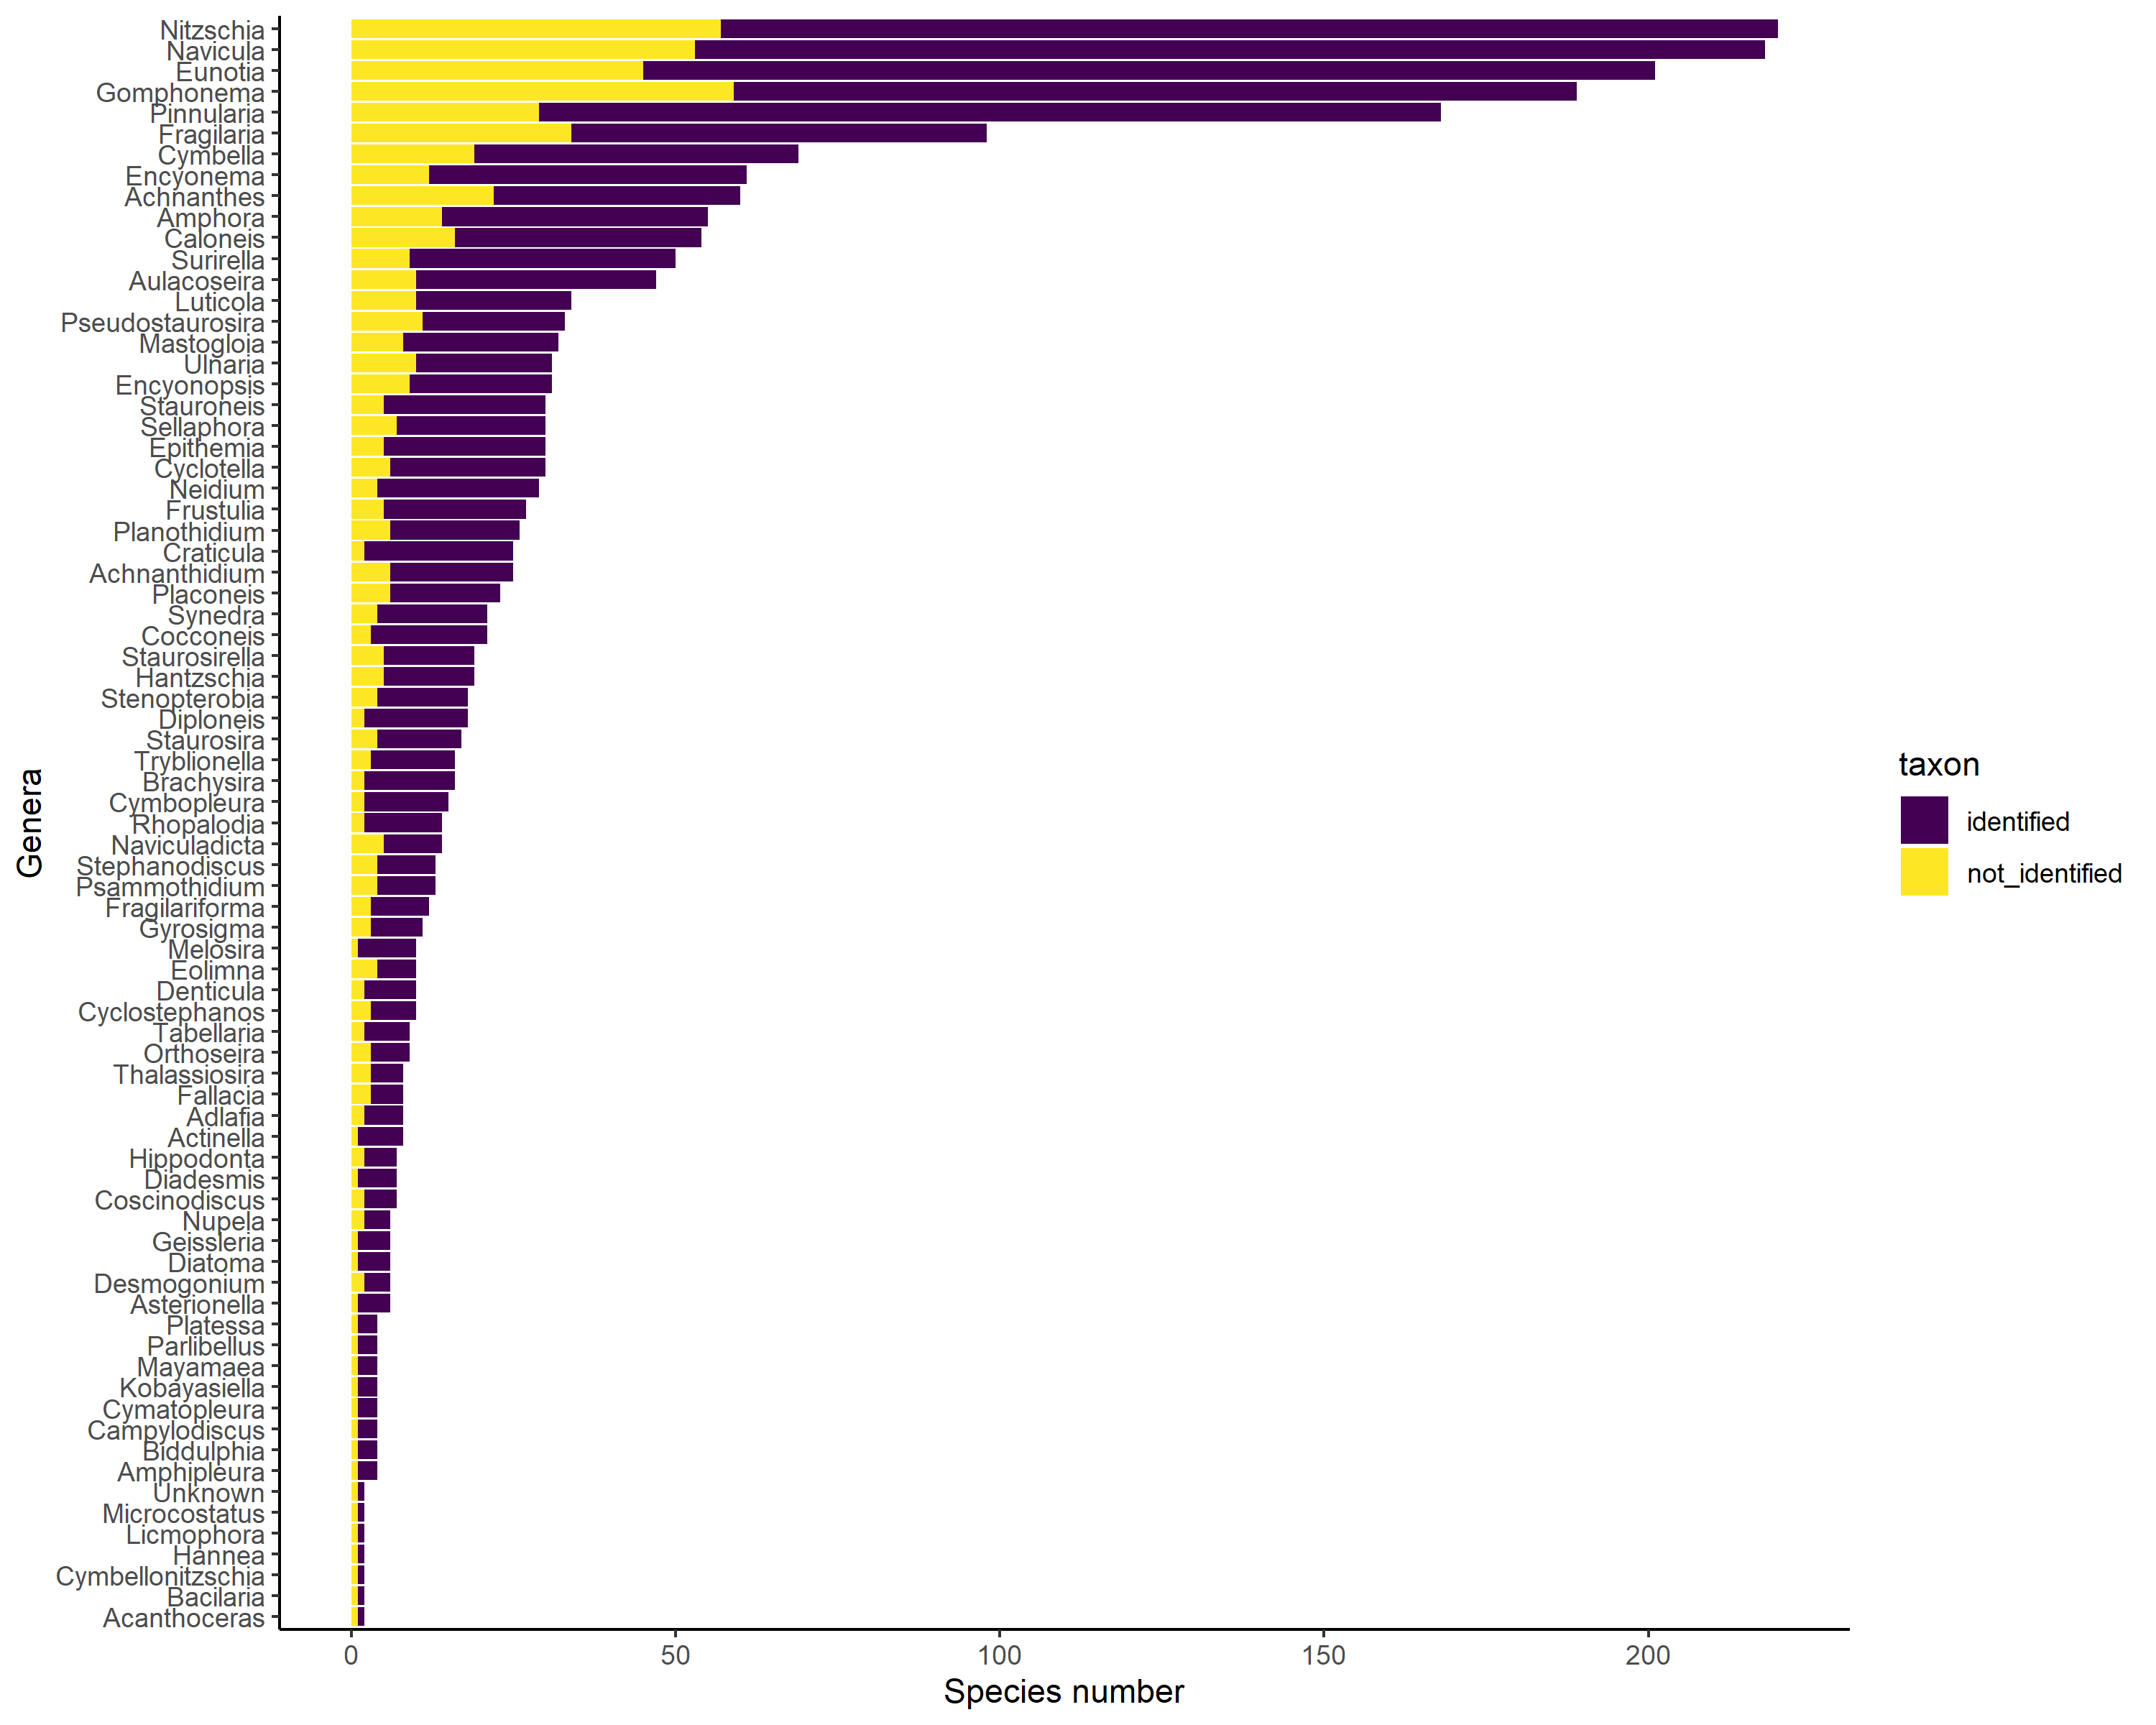 Nitzschia
Navicula
Eunotia
Gomphonema
Pinnularia
Fragilaria
Cymbella
Encyonema
Achnanthes
Amphora
Caloneis
Surirella
Aulacoseira
Luticola
Pseudostaurosira
Mastogloia
Ulnaria
Encyonopsis
Stauroneis
Sellaphora
Epithemia
Cyclotella
Neidium
Frustulia
Planothidium
Craticula
Achnanthidium
Placoneis
Synedra
Cocconeis
Staurosirella
Hantzschia
Stenopterobia
Diploneis
Staurosira
Tryblionella
Brachysira
Cymbopleura
Rhopalodia
Naviculadicta
Stephanodiscus
Psammothidium
Fragilariforma
Gyrosigma
Melosira
Eolimna
Denticula
Cyclostephanos
Tabellaria
Orthoseira
Thalassiosira
Fallacia
Adlafia
Actinella
Hippodonta
Diadesmis
Coscinodiscus
Nupela
Geissleria
Diatoma
Desmogonium
Asterionella
Platessa
Parlibellus
Mayamaea
Kobayasiella
Cymatopleura
Campylodiscus
Biddulphia
Amphipleura
Unknown
Microcostatus
Licmophora
Hannea
Cymbellonitzschia
Bacilaria
Acanthoceras
Genera
0 50 100 150 200
Species number
taxon
identified
not_identified